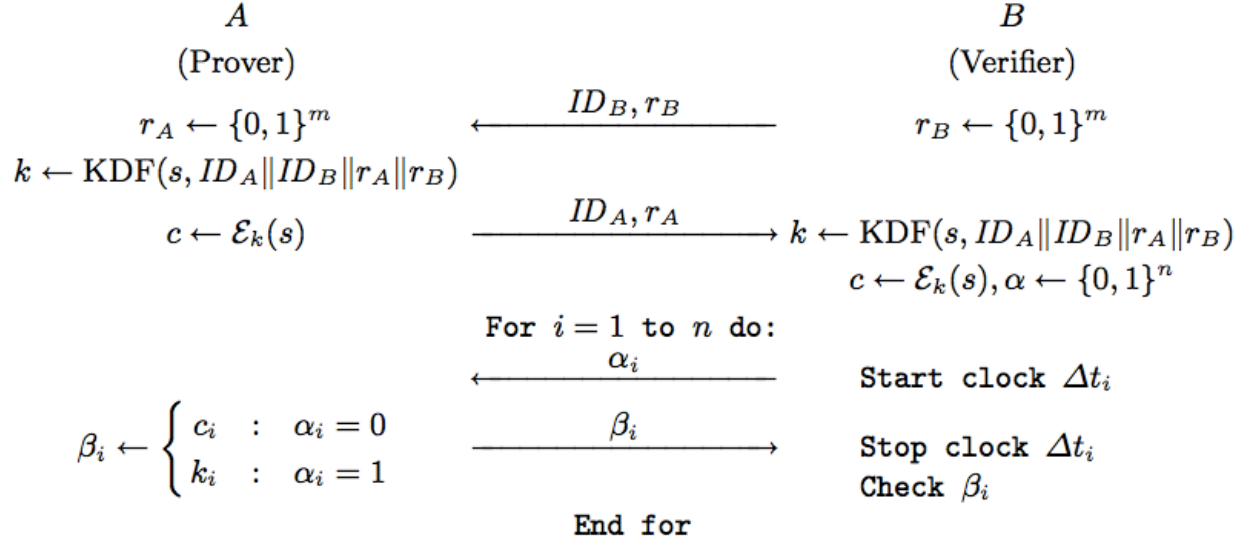 A B
(Prover) (Verifier)
ID_B, r_B
r_A ← {0, 1}^m r_B ← {0, 1}^m
k ← KDF(s, ID_A‖ID_B‖r_A‖r_B)
ID_A, r_A
c ← ℰ_k(s) k ← KDF(s, ID_A‖ID_B‖r_A‖r_B)
c ← ℰ_k(s), α ← {0, 1}^n
For i = 1 to n do:
α_i
Start clock Δt_i
β_i ← { c_i : α_i = 0
k_i : α_i = 1
β_i
Stop clock Δt_i
Check β_i
End for